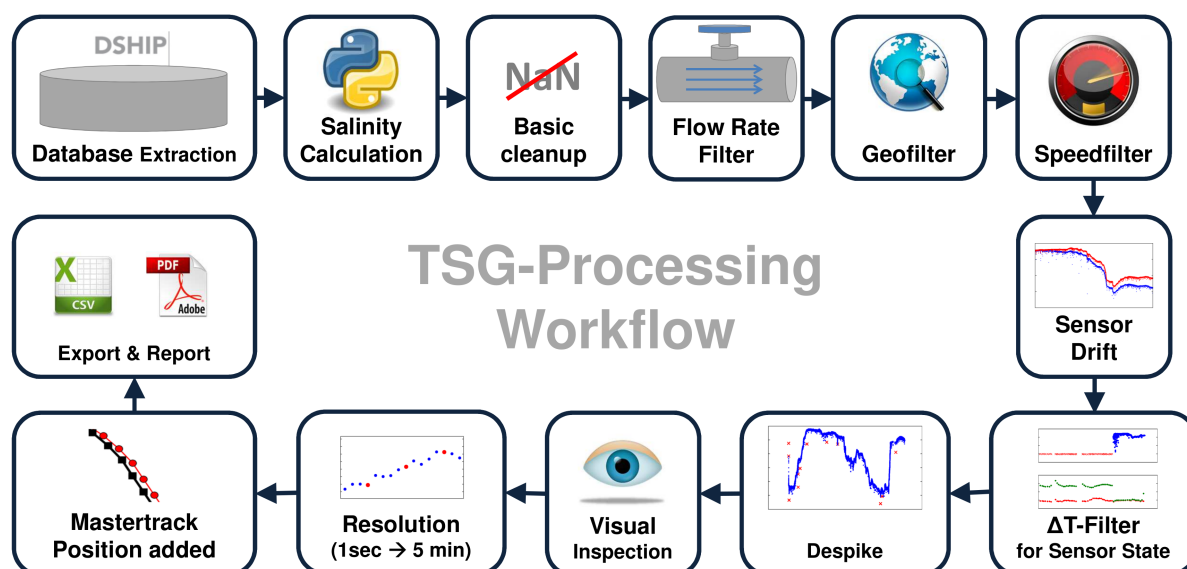 DSHIP
Database Extraction
Salinity
Calculation
NaN
Basic
cleanup
Flow Rate
Filter
Geofilter
Speedfilter
TSG-Processing
Workflow
Sensor
Drift
ΔT-Filter
for Sensor State
Despike
Visual
Inspection
Resolution
(1sec → 5 min)
Mastertrack
Position added
X
CSV
PDF
Adobe
Export & Report